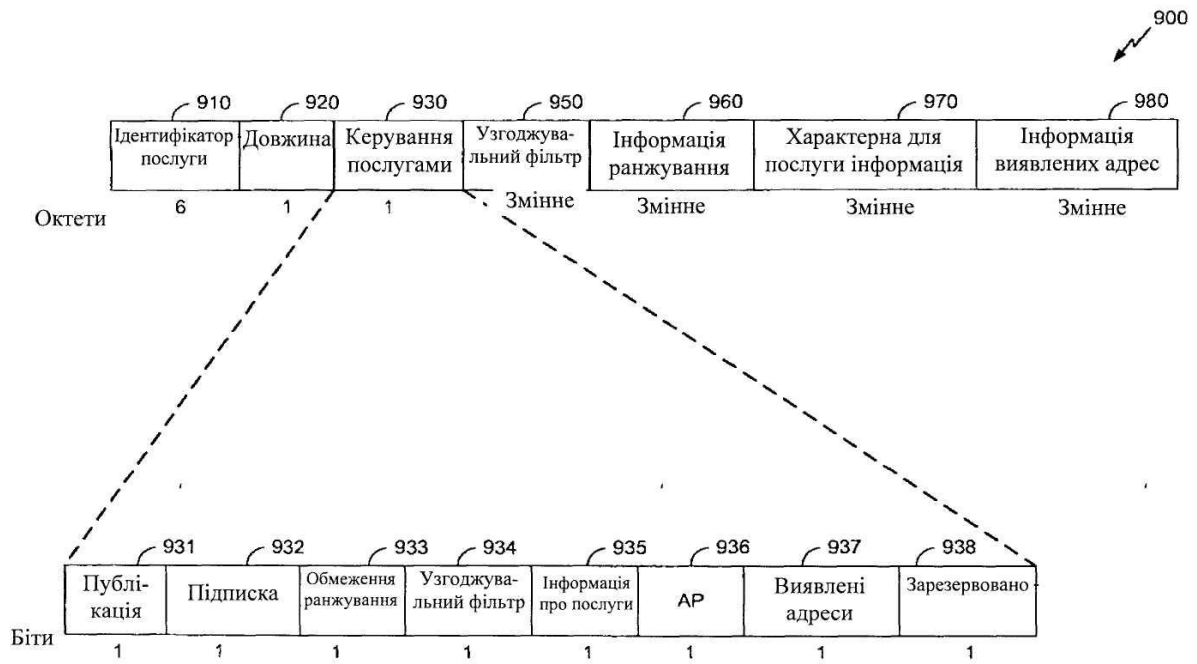 900
910 920 930 950 960 970 980
Ідентифікатор послуги
Довжина
Керування послугами
Узгоджува-
льний фільтр
Інформація ранжування
Характерна для послуги інформація
Інформація виявлених адрес
Октети 6 1 1 Змінне Змінне Змінне Змінне
931 932 933 934 935 936 937 938
Публі-
кація
Підписка
Обмеження ранжування
Узгоджува-
льний фільтр
Інформація про послуги
AP
Виявлені адреси
Зарезервовано
Біти 1 1 1 1 1 1 1 1